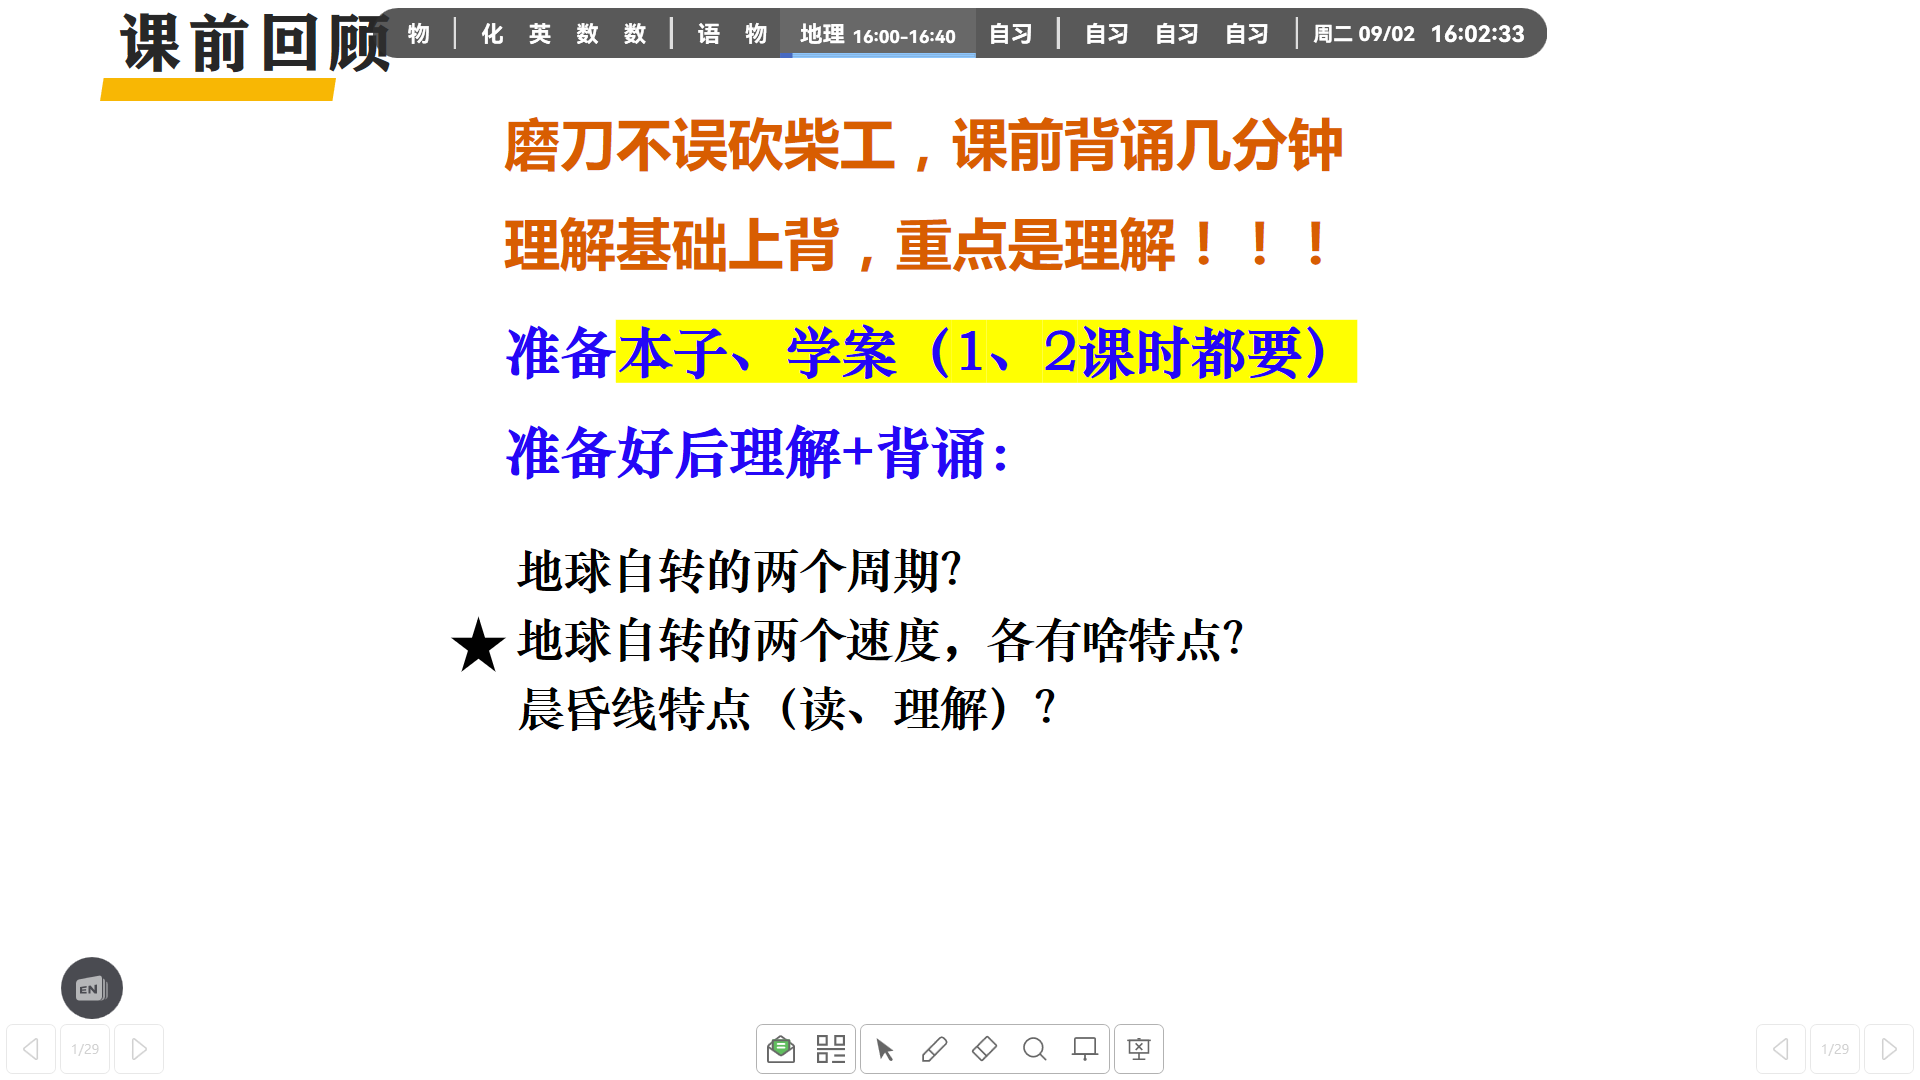 课前回顾
物 | 化 英 数 数 | 语 物 地理 16:00-16:40 自习 | 自习 自习 自习 | 周二 09/02 16:02:33
磨刀不误砍柴工，课前背诵几分钟
理解基础上背，重点是理解！！！
准备本子、学案（1、2课时都要）
准备好后理解+背诵：
地球自转的两个周期？
★地球自转的两个速度，各有啥特点？
晨昏线特点（读、理解）？
EN
1/29
1/29